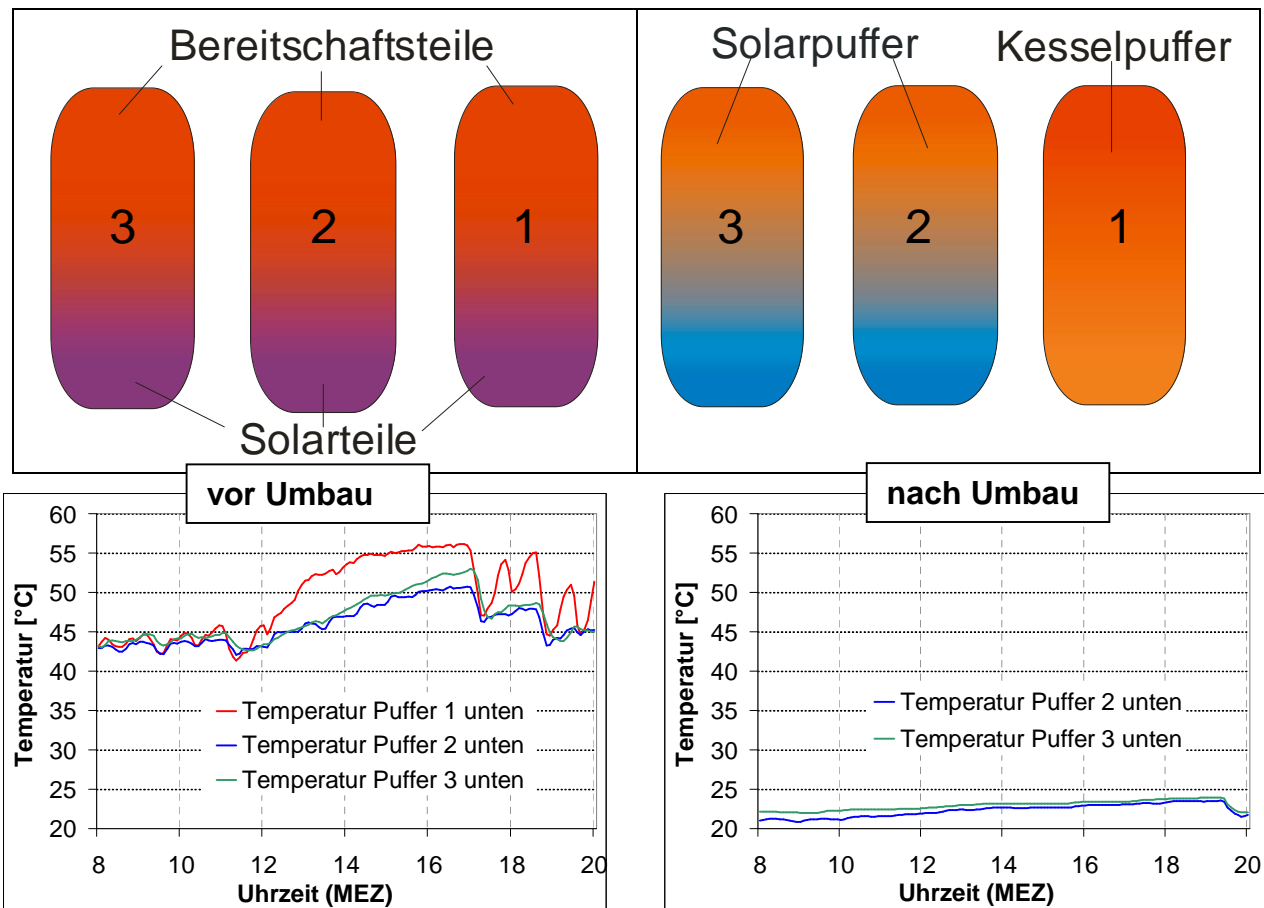 Bereitschaftsteile
3
2
1
Solarteile
Solarpuffer
Kesselpuffer
3
2
1
vor Umbau
Temperatur [°C]
60
55
50
45
40
35
30
25
20
Temperatur Puffer 1 unten
Temperatur Puffer 2 unten
Temperatur Puffer 3 unten
8 10 12 14 16 18 20
Uhrzeit (MEZ)
nach Umbau
Temperatur [°C]
60
55
50
45
40
35
30
25
20
Temperatur Puffer 2 unten
Temperatur Puffer 3 unten
8 10 12 14 16 18 20
Uhrzeit (MEZ)